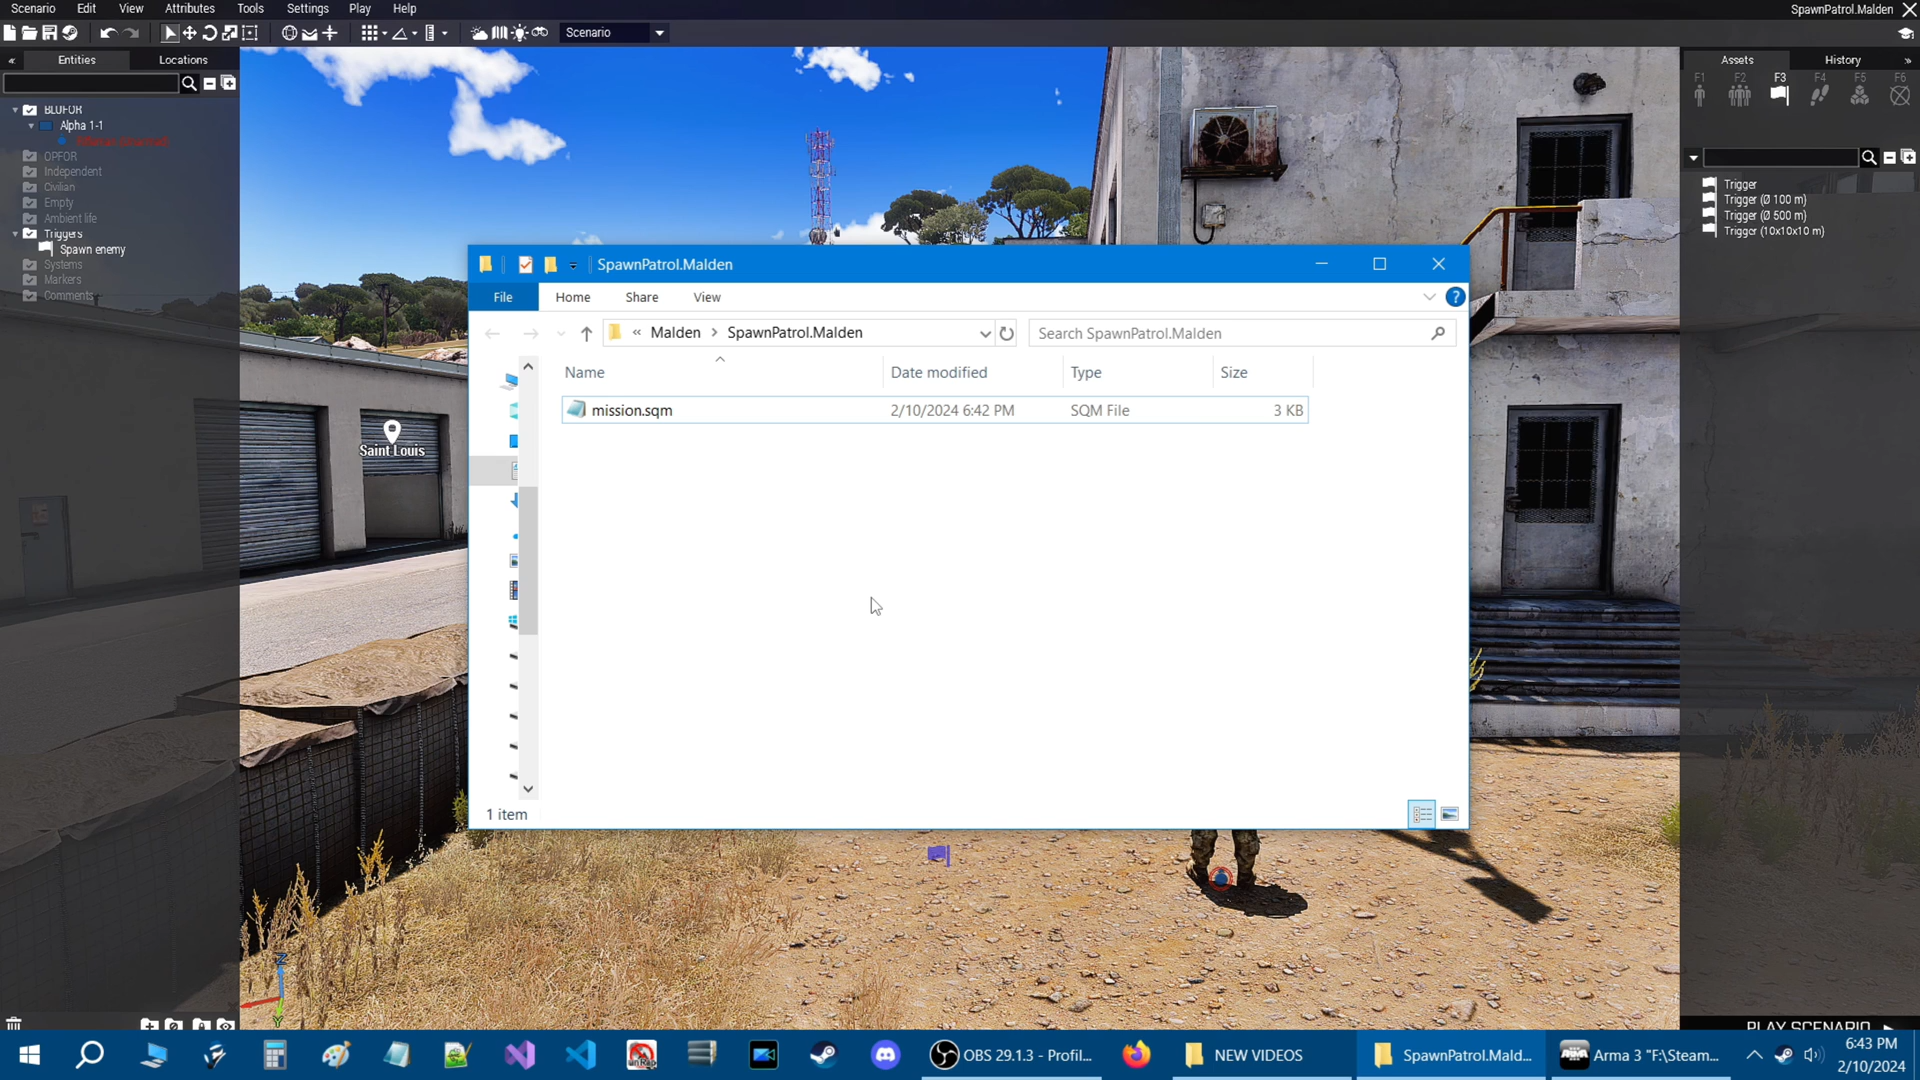 Scenario Edit View Attributes Tools Settings Play Help
SpawnPatrol.Malden
Scenario
Entities Locations
BLUFOR
Alpha 1-1
OPFOR
Independent
Civilian
Empty
Ambient life
Triggers
Spawn enemy
Systems
Markers
Comments
Saint Louis
Assets History
F1 F2 F3 F4 F5 F6
Trigger
Trigger (Ø 100 m)
Trigger (Ø 500 m)
Trigger (10x10x10 m)
SpawnPatrol.Malden
File Home Share View
« Malden > SpawnPatrol.Malden
Search SpawnPatrol.Malden
Name Date modified Type Size
mission.sqm 2/10/2024 6:42 PM SQM File 3 KB
1 item
Z
Y
PLAY SCENARIO
OBS 29.1.3 - Profil...
NEW VIDEOS
SpawnPatrol.Mald...
Arma 3 "F:\Steam...
6:43 PM
2/10/2024